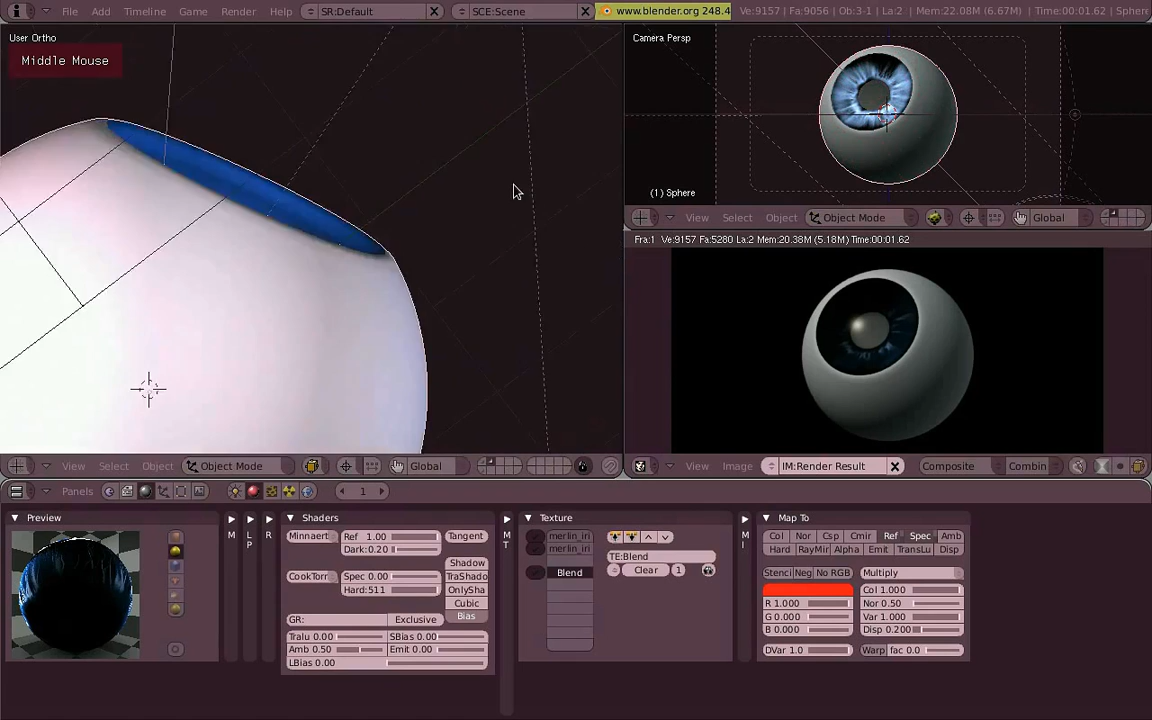 File Add Timeline Game Render Help SR:Default SCE:Scene www.blender.org 248.4 Ve:9157 | Fa:9056 | Ob:3-1 | La:2 | Mem:22.08M (6.67M) | Time:00:01.62 | Sphere
User Ortho
Middle Mouse
Camera Persp
(1) Sphere
View Select Object Object Mode Global
Fra:1 Ve:9157 Fa:5280 La:2 Mem:20.38M (5.18M) Time:00:01.62
View Select Object Object Mode Global
View Image IM:Render Result Composite Combin
Panels 1
Preview
M
L P
R
Shaders
Minnaert Ref 1.00 Tangent
Dark:0.20
Shadow
CookTorr Spec 0.00 TraShado
Hard:511 OnlySha
Cubic
GR: Exclusive Bias
Tralu 0.00 SBias 0.00
Amb 0.50 Emit 0.00
LBias 0.00
M T
Texture
merlin_iri
merlin_iri
TE:Blend
Blend Clear 1
M I
Map To
Col Nor Csp Cmir Ref Spec Amb
Hard RayMir Alpha Emit TransLu Disp
Stenci Neg No RGB Multiply
Col 1.000
R 1.000 Nor 0.50
G 0.000 Var 1.000
B 0.000 Disp 0.200
DVar 1.0 Warp fac 0.0